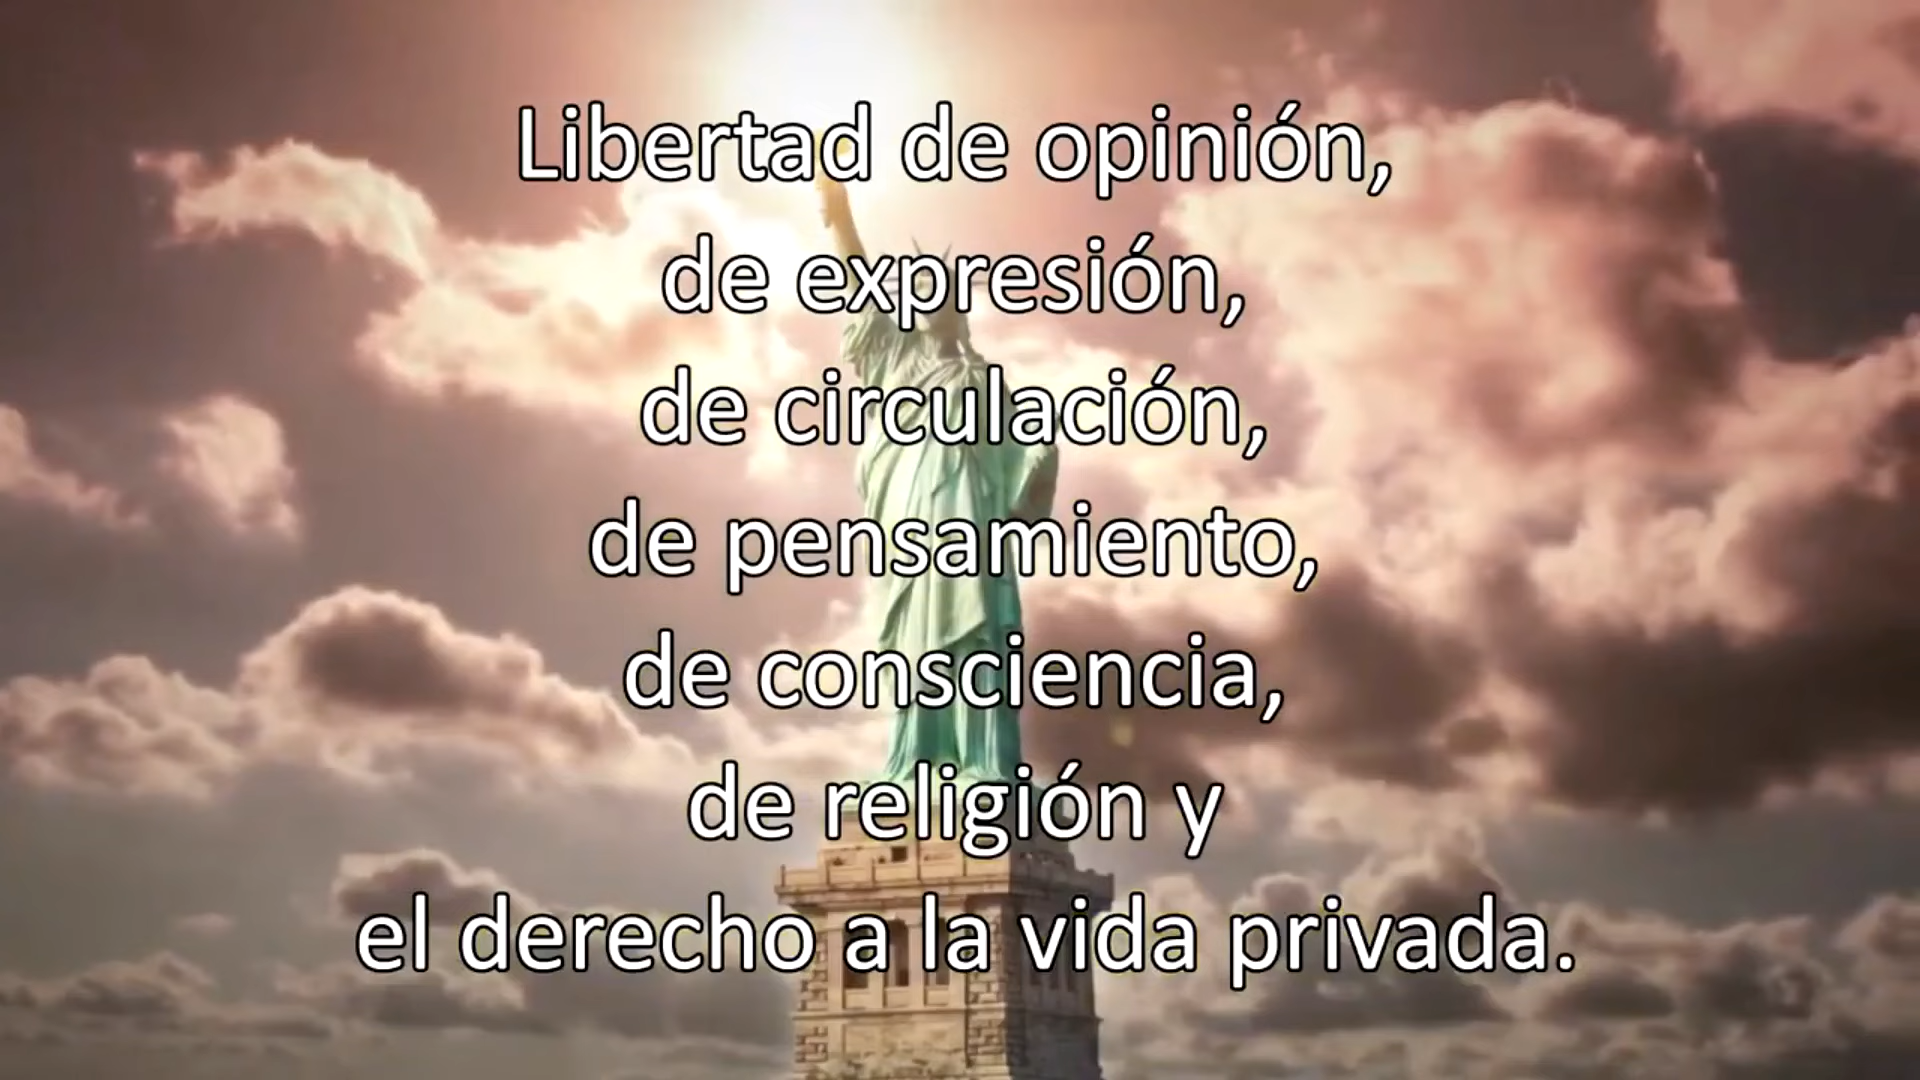 Libertad de opinión,
de expresión,
de circulación,
de pensamiento,
de consciencia,
de religión y
el derecho a la vida privada.